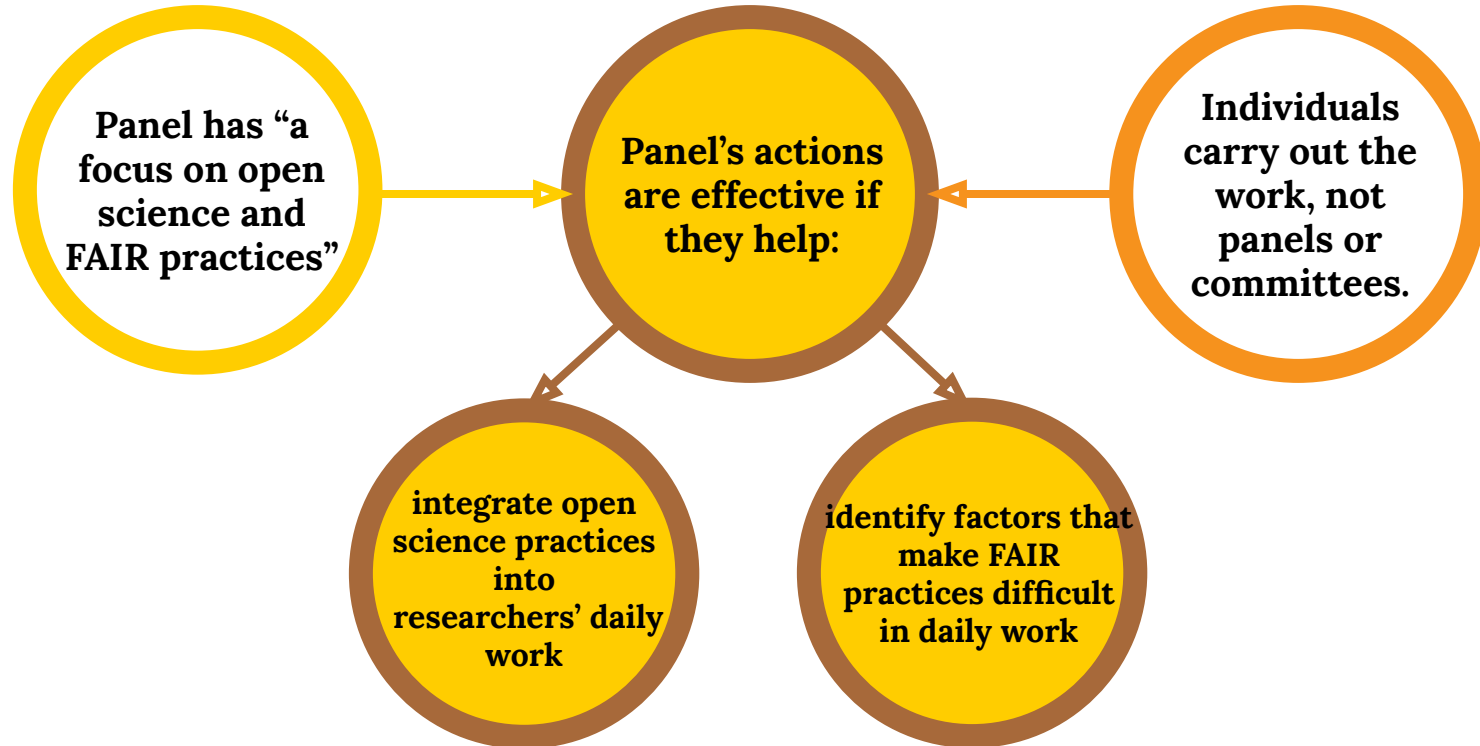 Panel has “a
focus on open
science and
FAIR practices”
Panel’s actions
are effective if
they help:
Individuals
carry out the
work, not
panels or
committees.
integrate open
science practices
into
researchers’ daily
work
identify factors that
make FAIR
practices difficult
in daily work